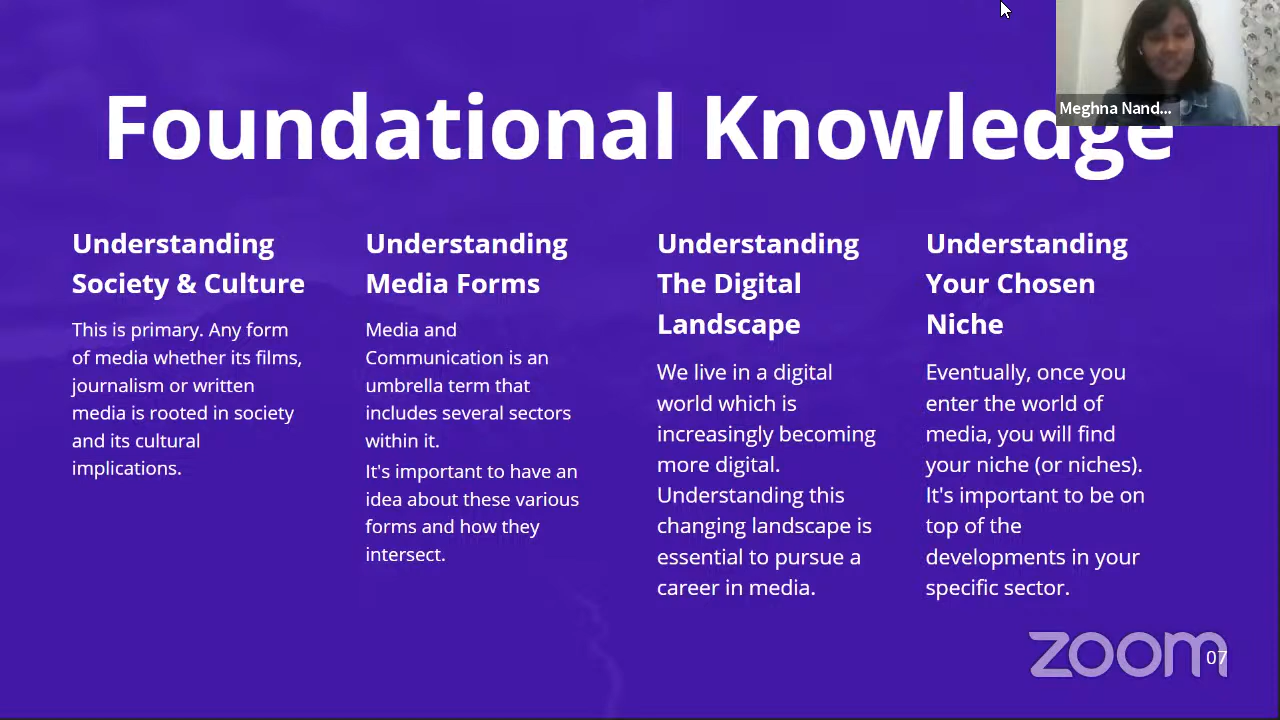 Meghna Nand...
Foundational Knowledge
Understanding
Society & Culture
This is primary. Any form
of media whether its films,
journalism or written
media is rooted in society
and its cultural
implications.
Understanding
Media Forms
Media and
Communication is an
umbrella term that
includes several sectors
within it.
It's important to have an
idea about these various
forms and how they
intersect.
Understanding
The Digital
Landscape
We live in a digital
world which is
increasingly becoming
more digital.
Understanding this
changing landscape is
essential to pursue a
career in media.
Understanding
Your Chosen
Niche
Eventually, once you
enter the world of
media, you will find
your niche (or niches).
It's important to be on
top of the
developments in your
specific sector.
zoom
07